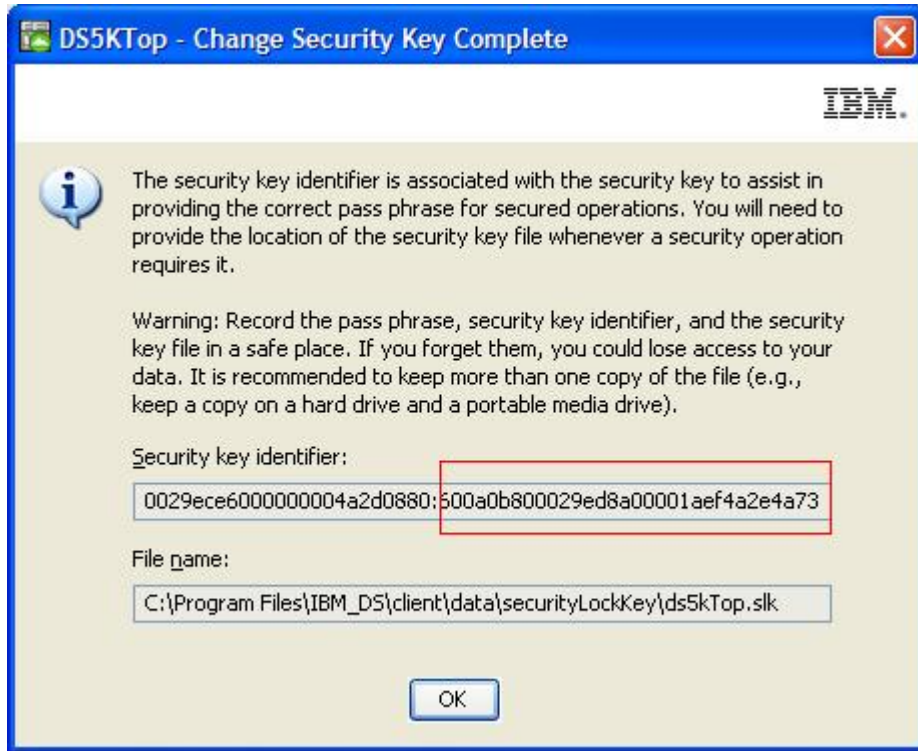 DS5KTop - Change Security Key Complete
IBM.
The security key identifier is associated with the security key to assist in
providing the correct pass phrase for secured operations. You will need to
provide the location of the security key file whenever a security operation
requires it.
Warning: Record the pass phrase, security key identifier, and the security
key file in a safe place. If you forget them, you could lose access to your
data. It is recommended to keep more than one copy of the file (e.g.,
keep a copy on a hard drive and a portable media drive).
Security key identifier:
0029ece6000000004a2d0880:600a0b800029ed8a00001aef4a2e4a73
File name:
C:\Program Files\IBM_DS\client\data\securityLockKey\ds5kTop.slk
OK